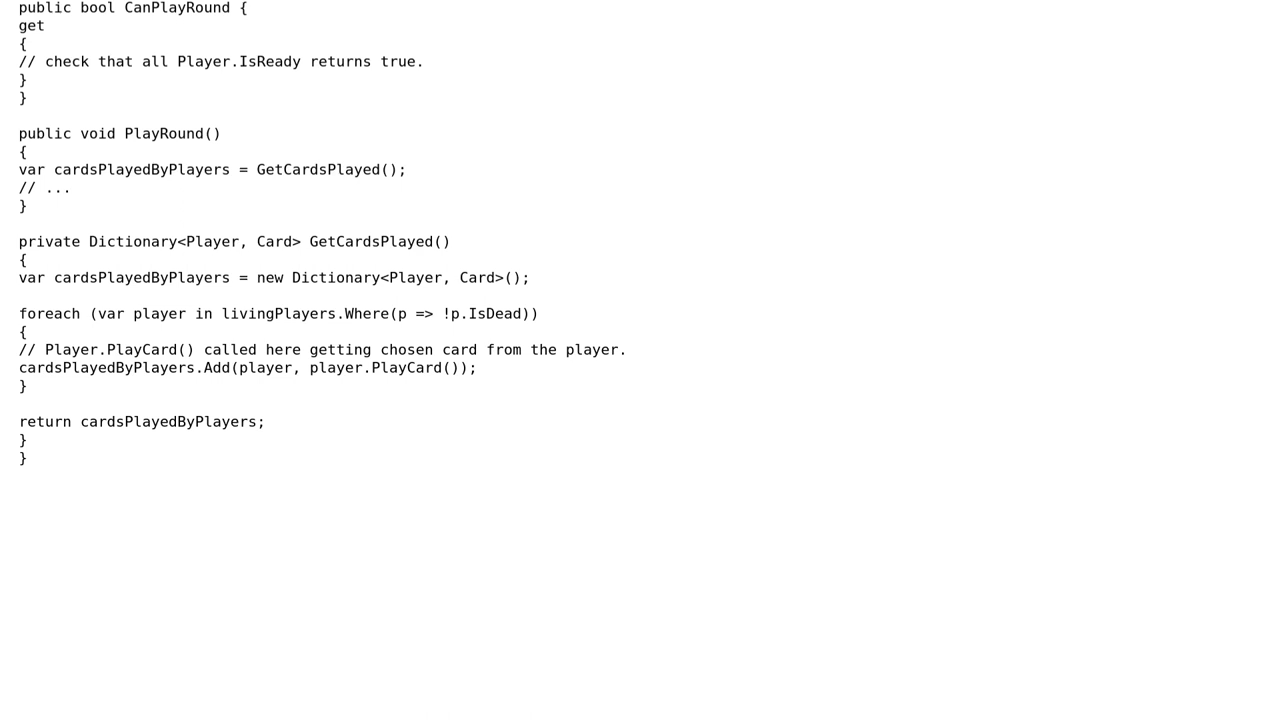 public bool CanPlayRound {
get
{
// check that all Player.IsReady returns true.
}
}

public void PlayRound()
{
var cardsPlayedByPlayers = GetCardsPlayed();
// ...
}

private Dictionary<Player, Card> GetCardsPlayed()
{
var cardsPlayedByPlayers = new Dictionary<Player, Card>();

foreach (var player in livingPlayers.Where(p => !p.IsDead))
{
// Player.PlayCard() called here getting chosen card from the player.
cardsPlayedByPlayers.Add(player, player.PlayCard());
}

return cardsPlayedByPlayers;
}
}